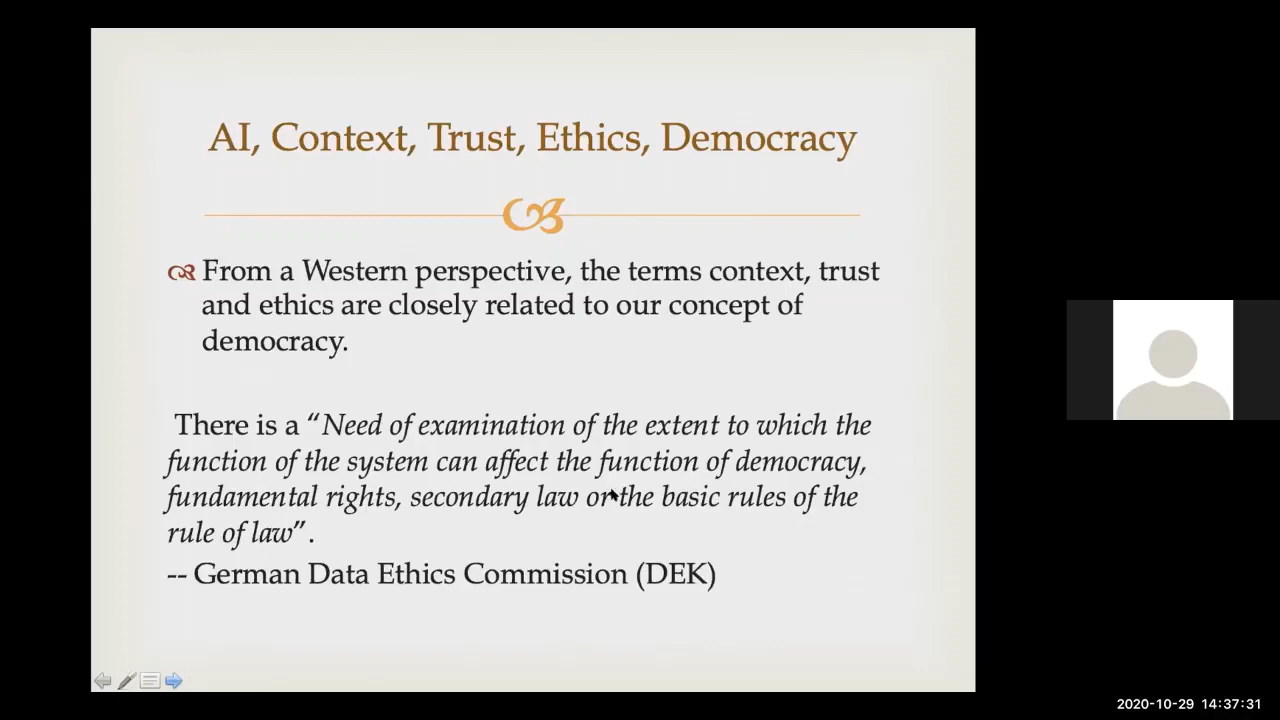 AI, Context, Trust, Ethics, Democracy
From a Western perspective, the terms context, trust
and ethics are closely related to our concept of
democracy.
There is a “Need of examination of the extent to which the
function of the system can affect the function of democracy,
fundamental rights, secondary law or the basic rules of the
rule of law”.
-- German Data Ethics Commission (DEK)
2020-10-29 14:37:31